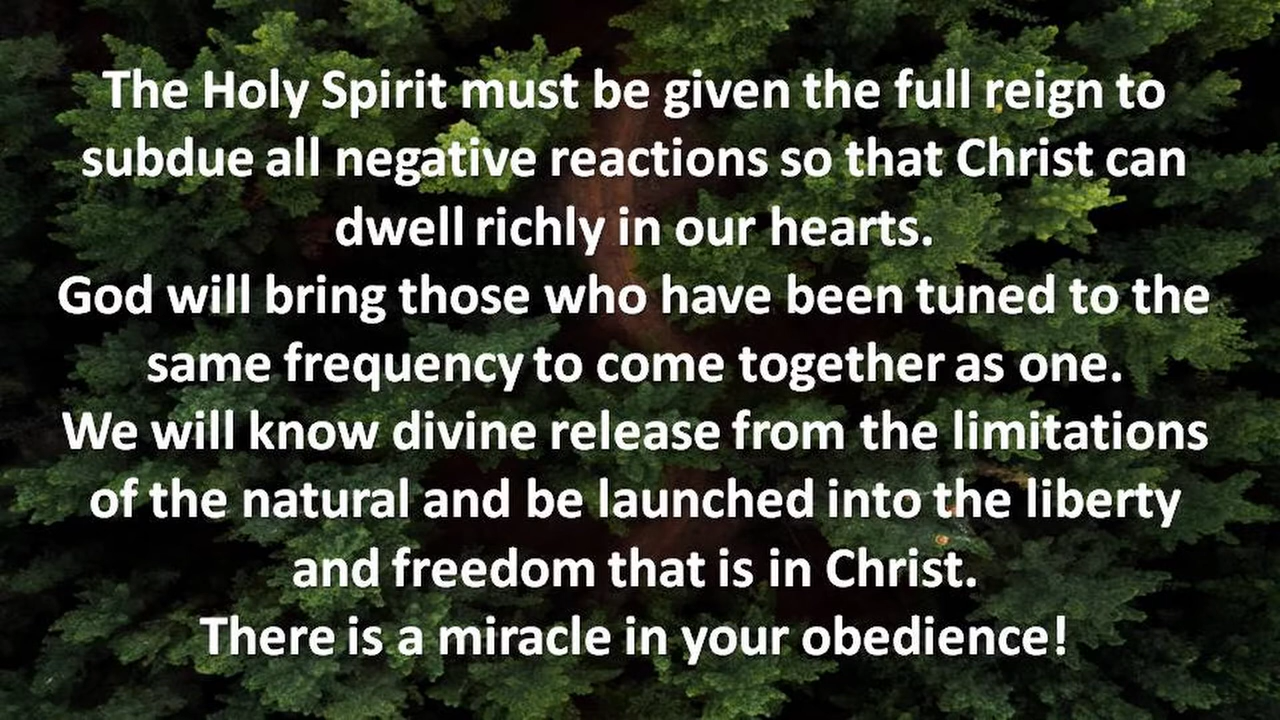 The Holy Spirit must be given the full reign to
subdue all negative reactions so that Christ can
dwell richly in our hearts.
God will bring those who have been tuned to the
same frequency to come together as one.
We will know divine release from the limitations
of the natural and be launched into the liberty
and freedom that is in Christ.
There is a miracle in your obedience!